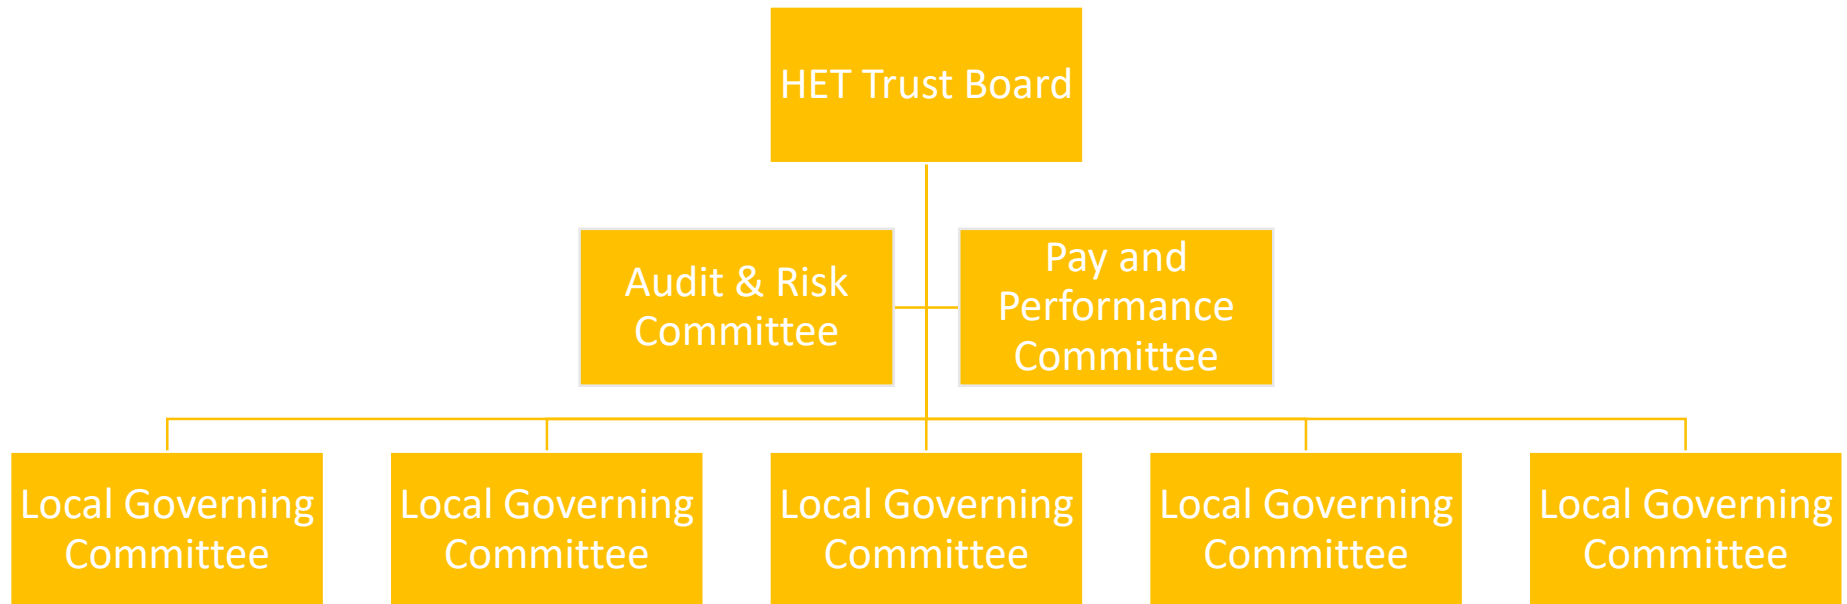 HET Trust Board
Audit & Risk
Committee
Pay and
Performance
Committee
Local Governing
Committee
Local Governing
Committee
Local Governing
Committee
Local Governing
Committee
Local Governing
Committee